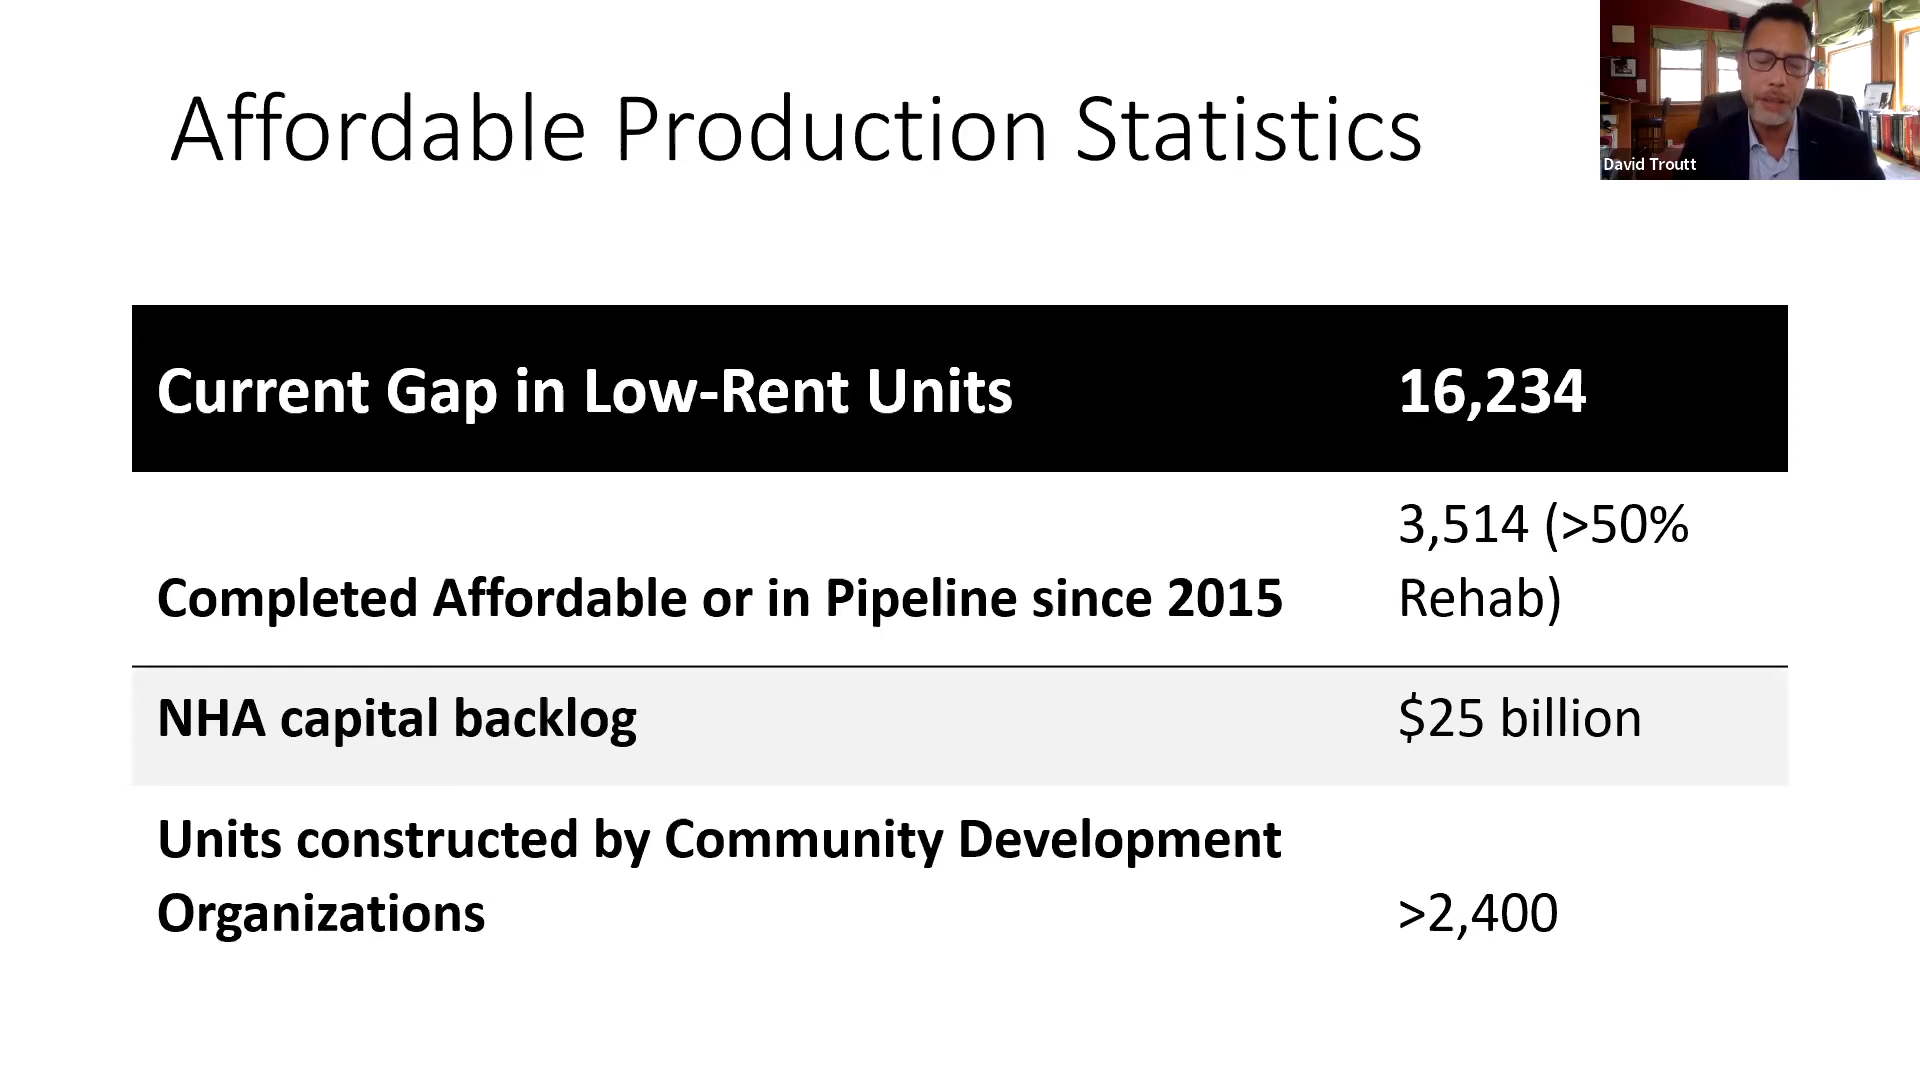 Affordable Production Statistics
David Troutt
Current Gap in Low-Rent Units 16,234
Completed Affordable or in Pipeline since 2015 3,514 (>50% Rehab)
NHA capital backlog $25 billion
Units constructed by Community Development
Organizations >2,400